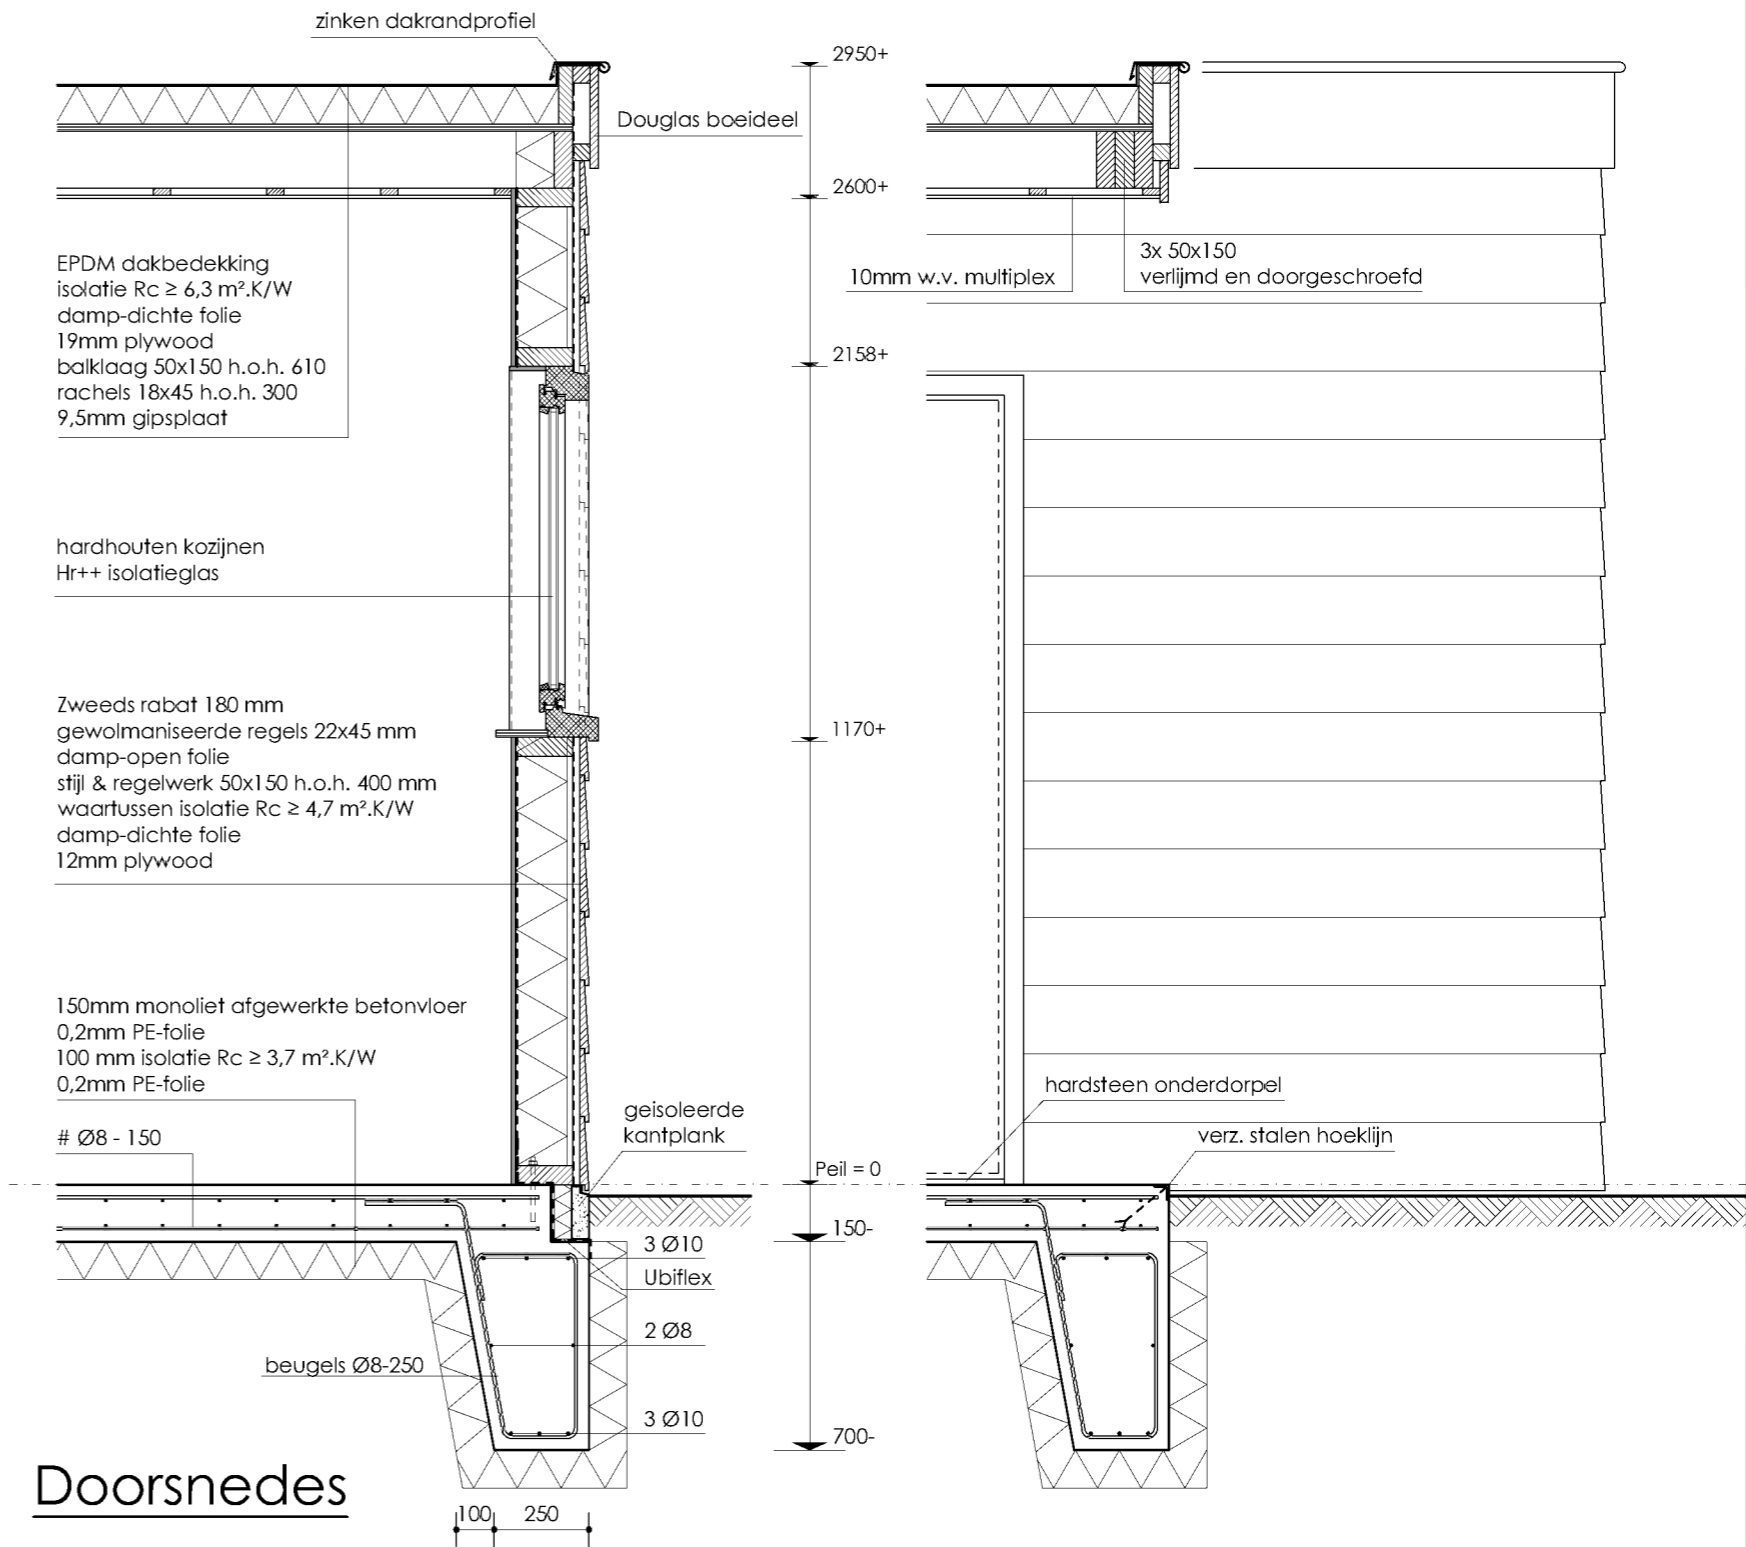 zinken dakrandprofiel
2950+
Douglas boeideel
2600+
EPDM dakbedekking
isolatie Rc ≥ 6,3 m².K/W
damp-dichte folie
19mm plywood
balklaag 50x150 h.o.h. 610
rachels 18x45 h.o.h. 300
9,5mm gipsplaat
10mm w.v. multiplex
3x 50x150
verlijmd en doorgeschroefd
2158+
hardhouten kozijnen
Hr++ isolatieglas
1170+
Zweeds rabat 180 mm
gewolmaniseerde regels 22x45 mm
damp-open folie
stijl & regelwerk 50x150 h.o.h. 400 mm
waartussen isolatie Rc ≥ 4,7 m².K/W
damp-dichte folie
12mm plywood
150mm monoliet afgewerkte betonvloer
0,2mm PE-folie
100 mm isolatie Rc ≥ 3,7 m².K/W
0,2mm PE-folie
# Ø8 - 150
geisoleerde
kantplank
hardsteen onderdorpel
verz. stalen hoeklijn
Peil = 0
150-
3 Ø10
Ubiflex
2 Ø8
beugels Ø8-250
3 Ø10
700-
Doorsnedes
100
250